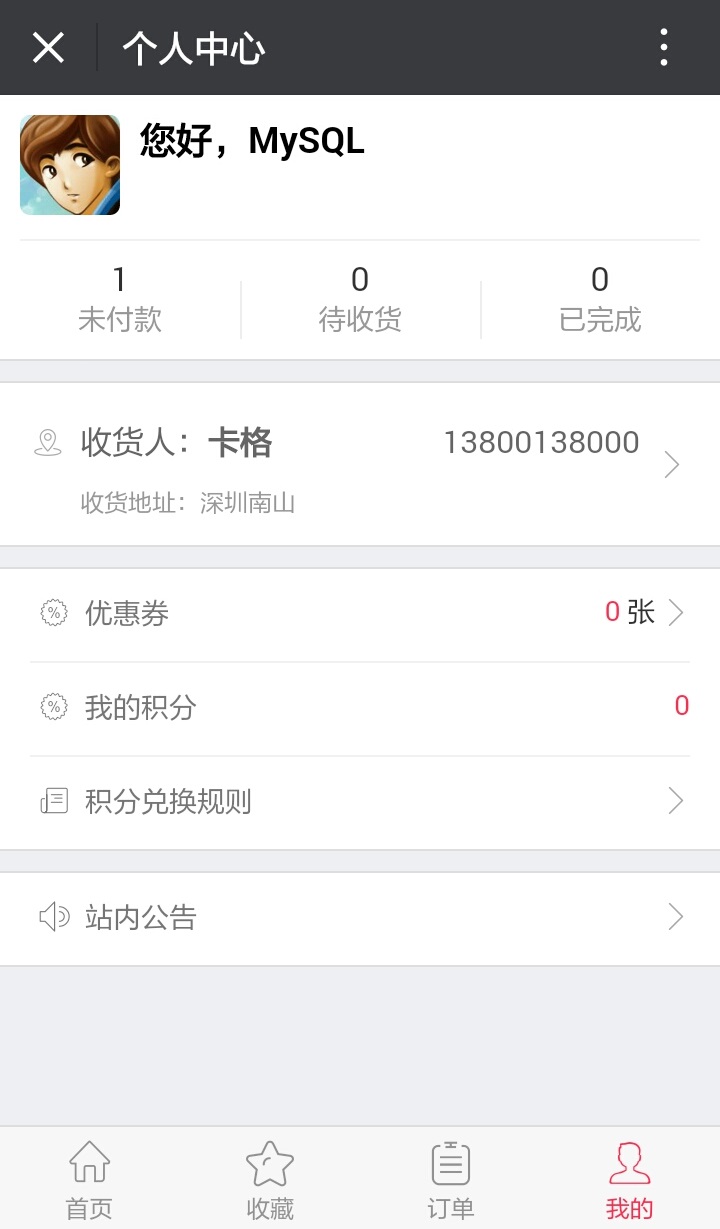 个人中心
您好，MySQL
1 0 0
未付款 待收货 已完成
收货人：卡格 13800138000
收货地址：深圳南山
优惠券 0 张
我的积分 0
积分兑换规则
站内公告
首页 收藏 订单 我的